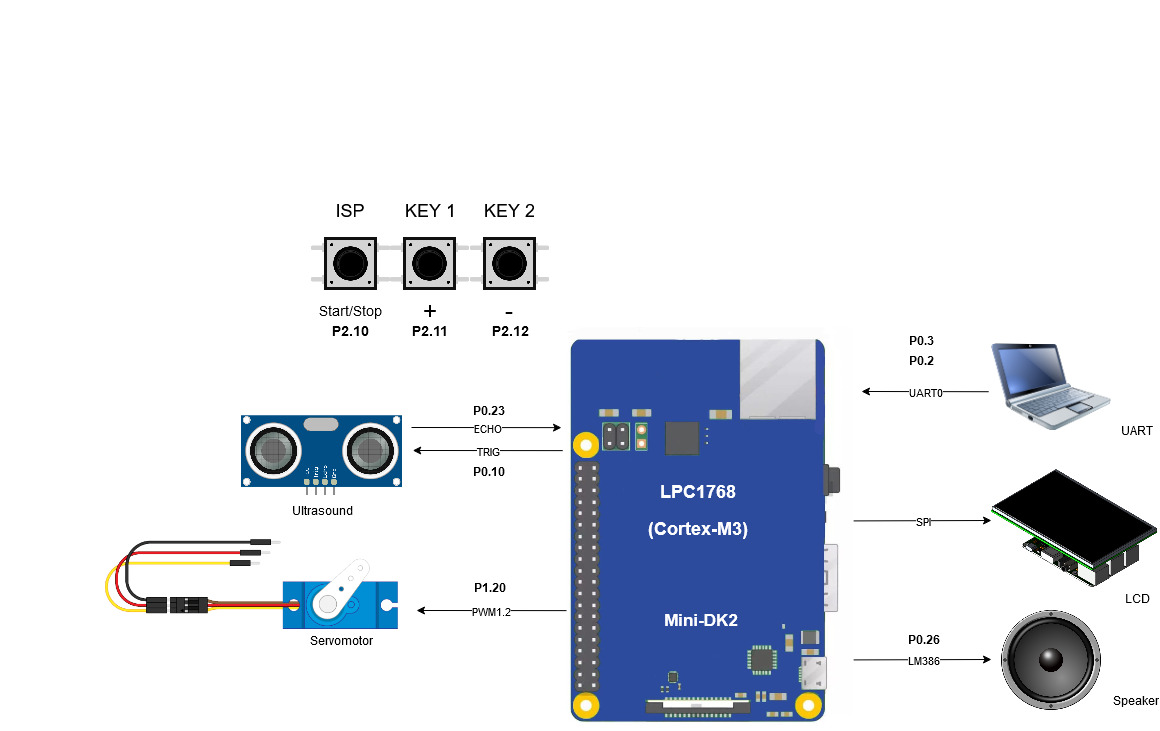 ISP KEY 1 KEY 2
Start/Stop + -
P2.10 P2.11 P2.12
P0.23
ECHO
TRIG
P0.10
Ultrasound
P1.20
PWM1.2
Servomotor
LPC1768
(Cortex-M3)
Mini-DK2
P0.3
P0.2
UART0
UART
SPI
LCD
P0.26
LM386
Speaker